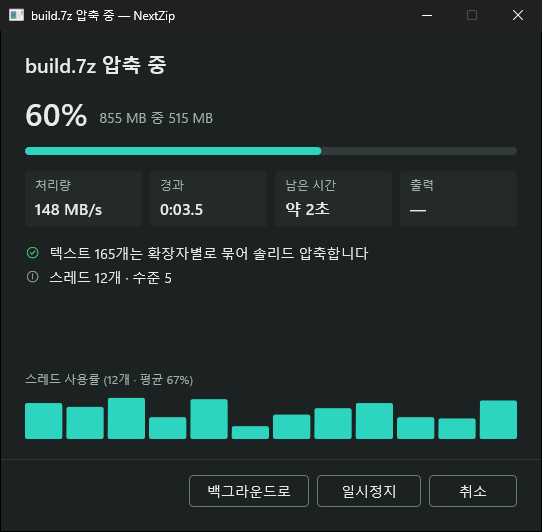 build.7z 압축 중 — NextZip
build.7z 압축 중
60% 855 MB 중 515 MB
처리량 경과 남은 시간 출력
148 MB/s 0:03.5 약 2초 —
텍스트 165개는 확장자별로 묶어 솔리드 압축합니다
스레드 12개 · 수준 5
스레드 사용률 (12개 · 평균 67%)
백그라운드로 일시정지 취소